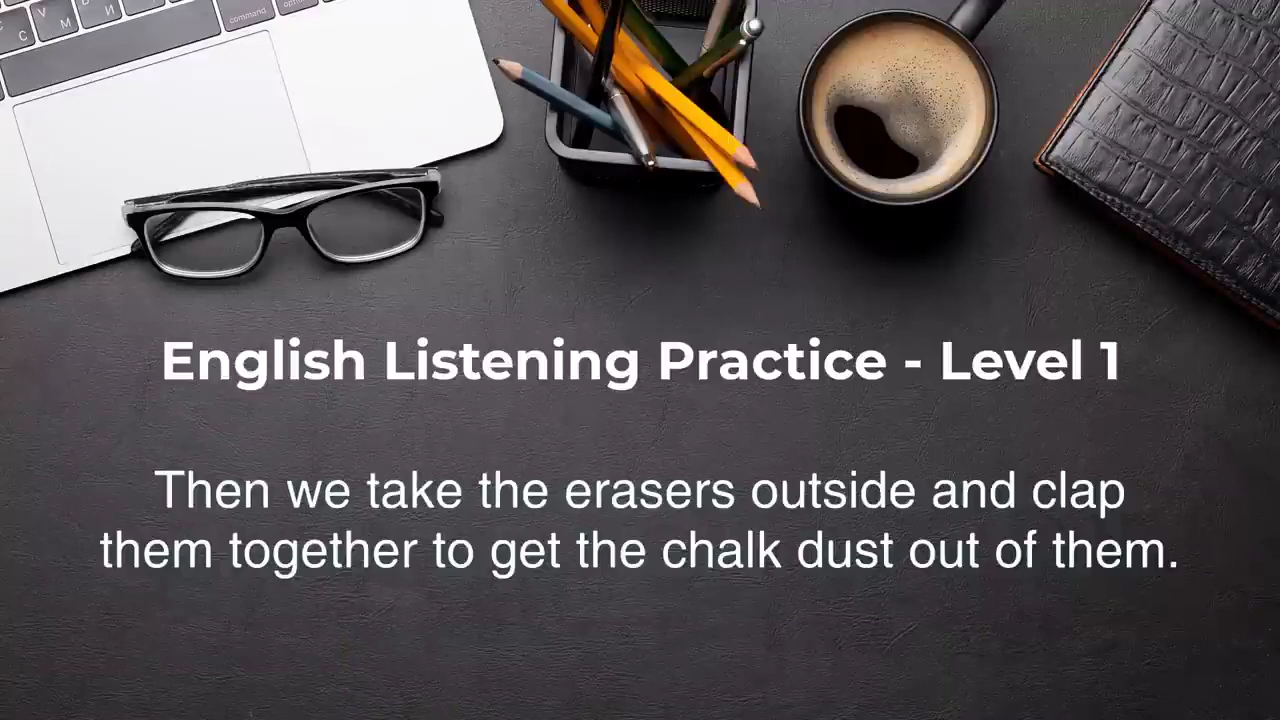 command
English Listening Practice - Level 1
Then we take the erasers outside and clap
them together to get the chalk dust out of them.